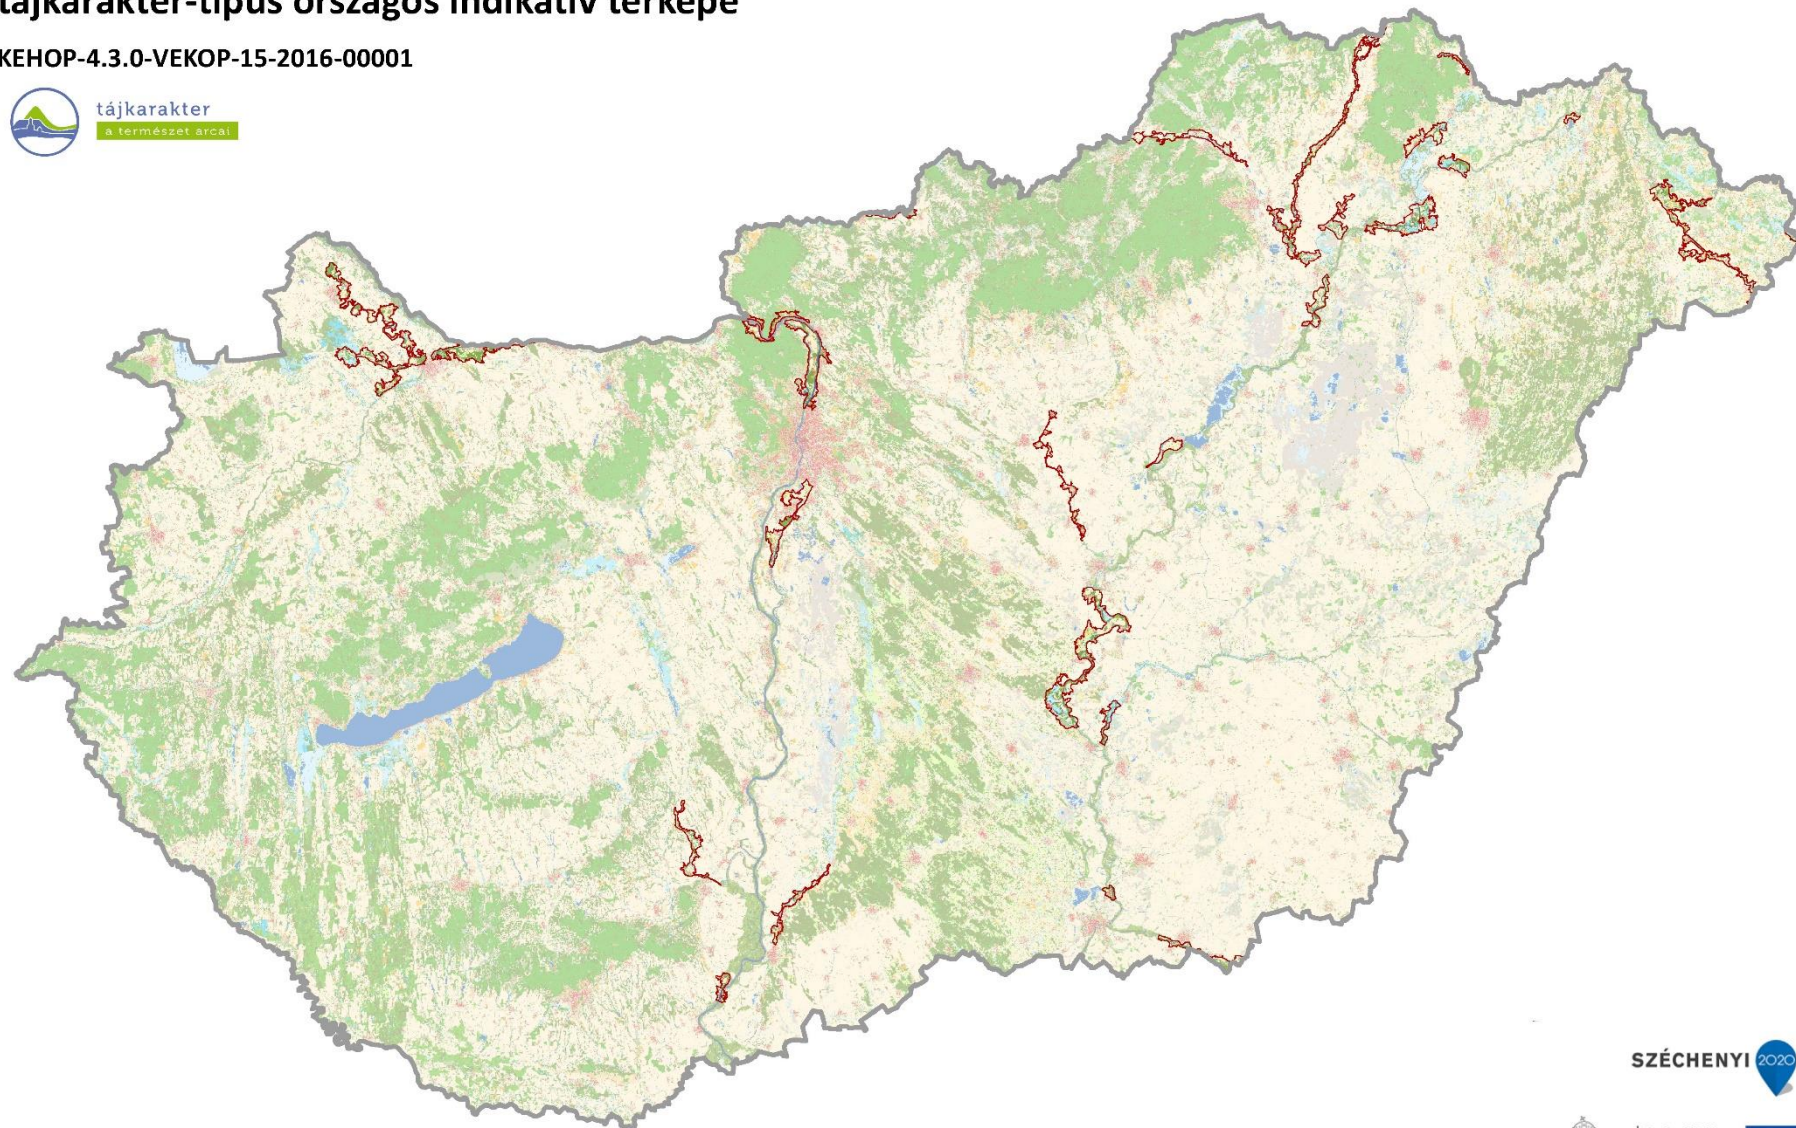 tájkarakter-típus országos indikatív térképe
KEHOP-4.3.0-VEKOP-15-2016-00001
tájkarakter
a természet arcai
SZÉCHENYI 2020